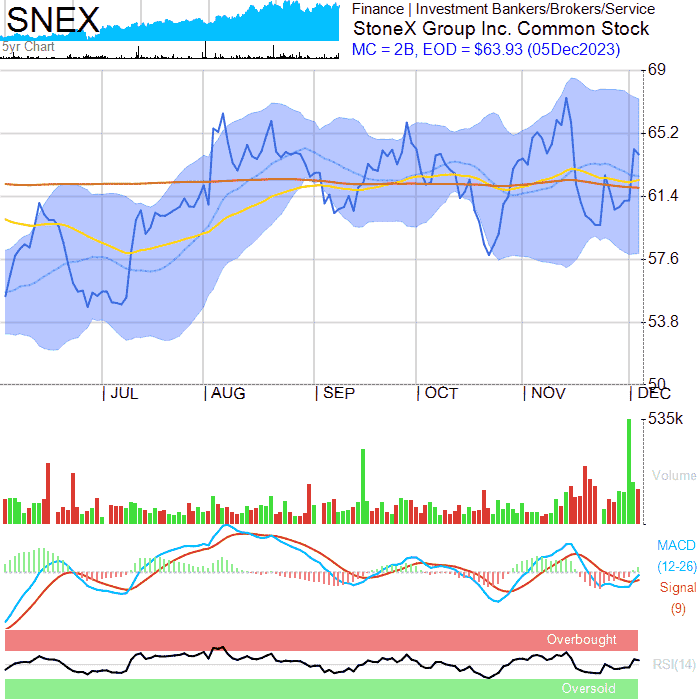 SNEX
5yr Chart
Finance | Investment Bankers/Brokers/Service
StoneX Group Inc. Common Stock
MC = 2B, EOD = $63.93 (05Dec2023)
69
65.2
61.4
57.6
53.8
50
| JUL | AUG | SEP | OCT | NOV | DEC
535k
Volume
MACD
(12-26)
Signal
(9)
Overbought
RSI(14)
Oversold